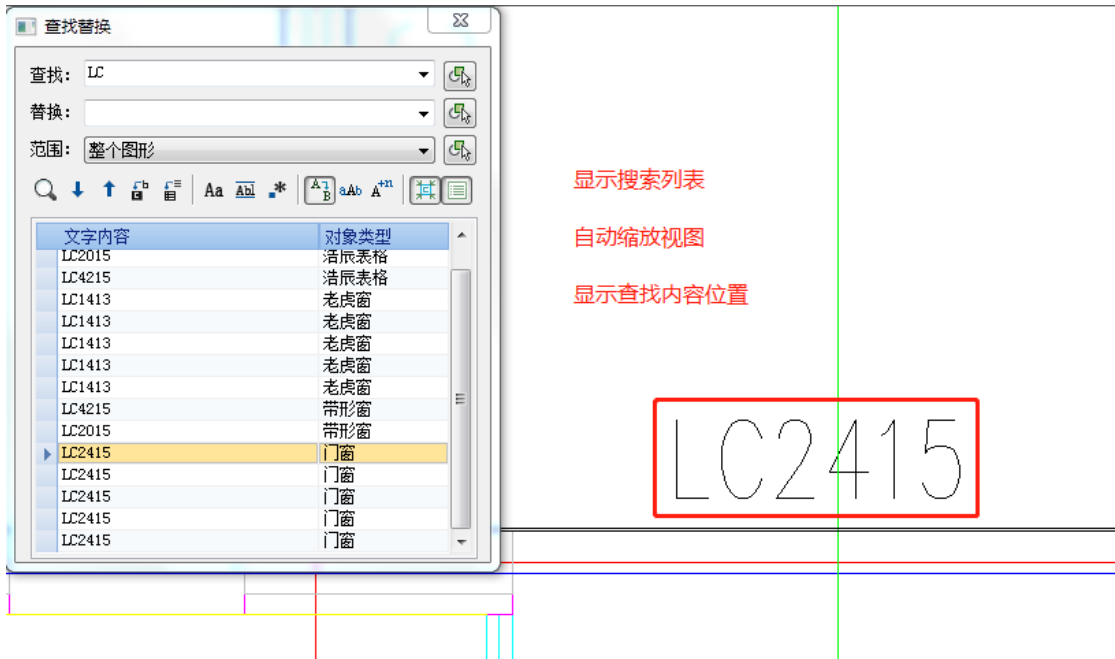 查找替换
查找: LC
替换:
范围: 整个图形
Aa Abl .* A B aAb A+n
文字内容 对象类型
LC2015 浩辰表格
LC4215 浩辰表格
LC1413 老虎窗
LC1413 老虎窗
LC1413 老虎窗
LC1413 老虎窗
LC1413 老虎窗
LC4215 带形窗
LC2015 带形窗
LC2415 门窗
LC2415 门窗
LC2415 门窗
LC2415 门窗
LC2415 门窗
显示搜索列表
自动缩放视图
显示查找内容位置
LC2415